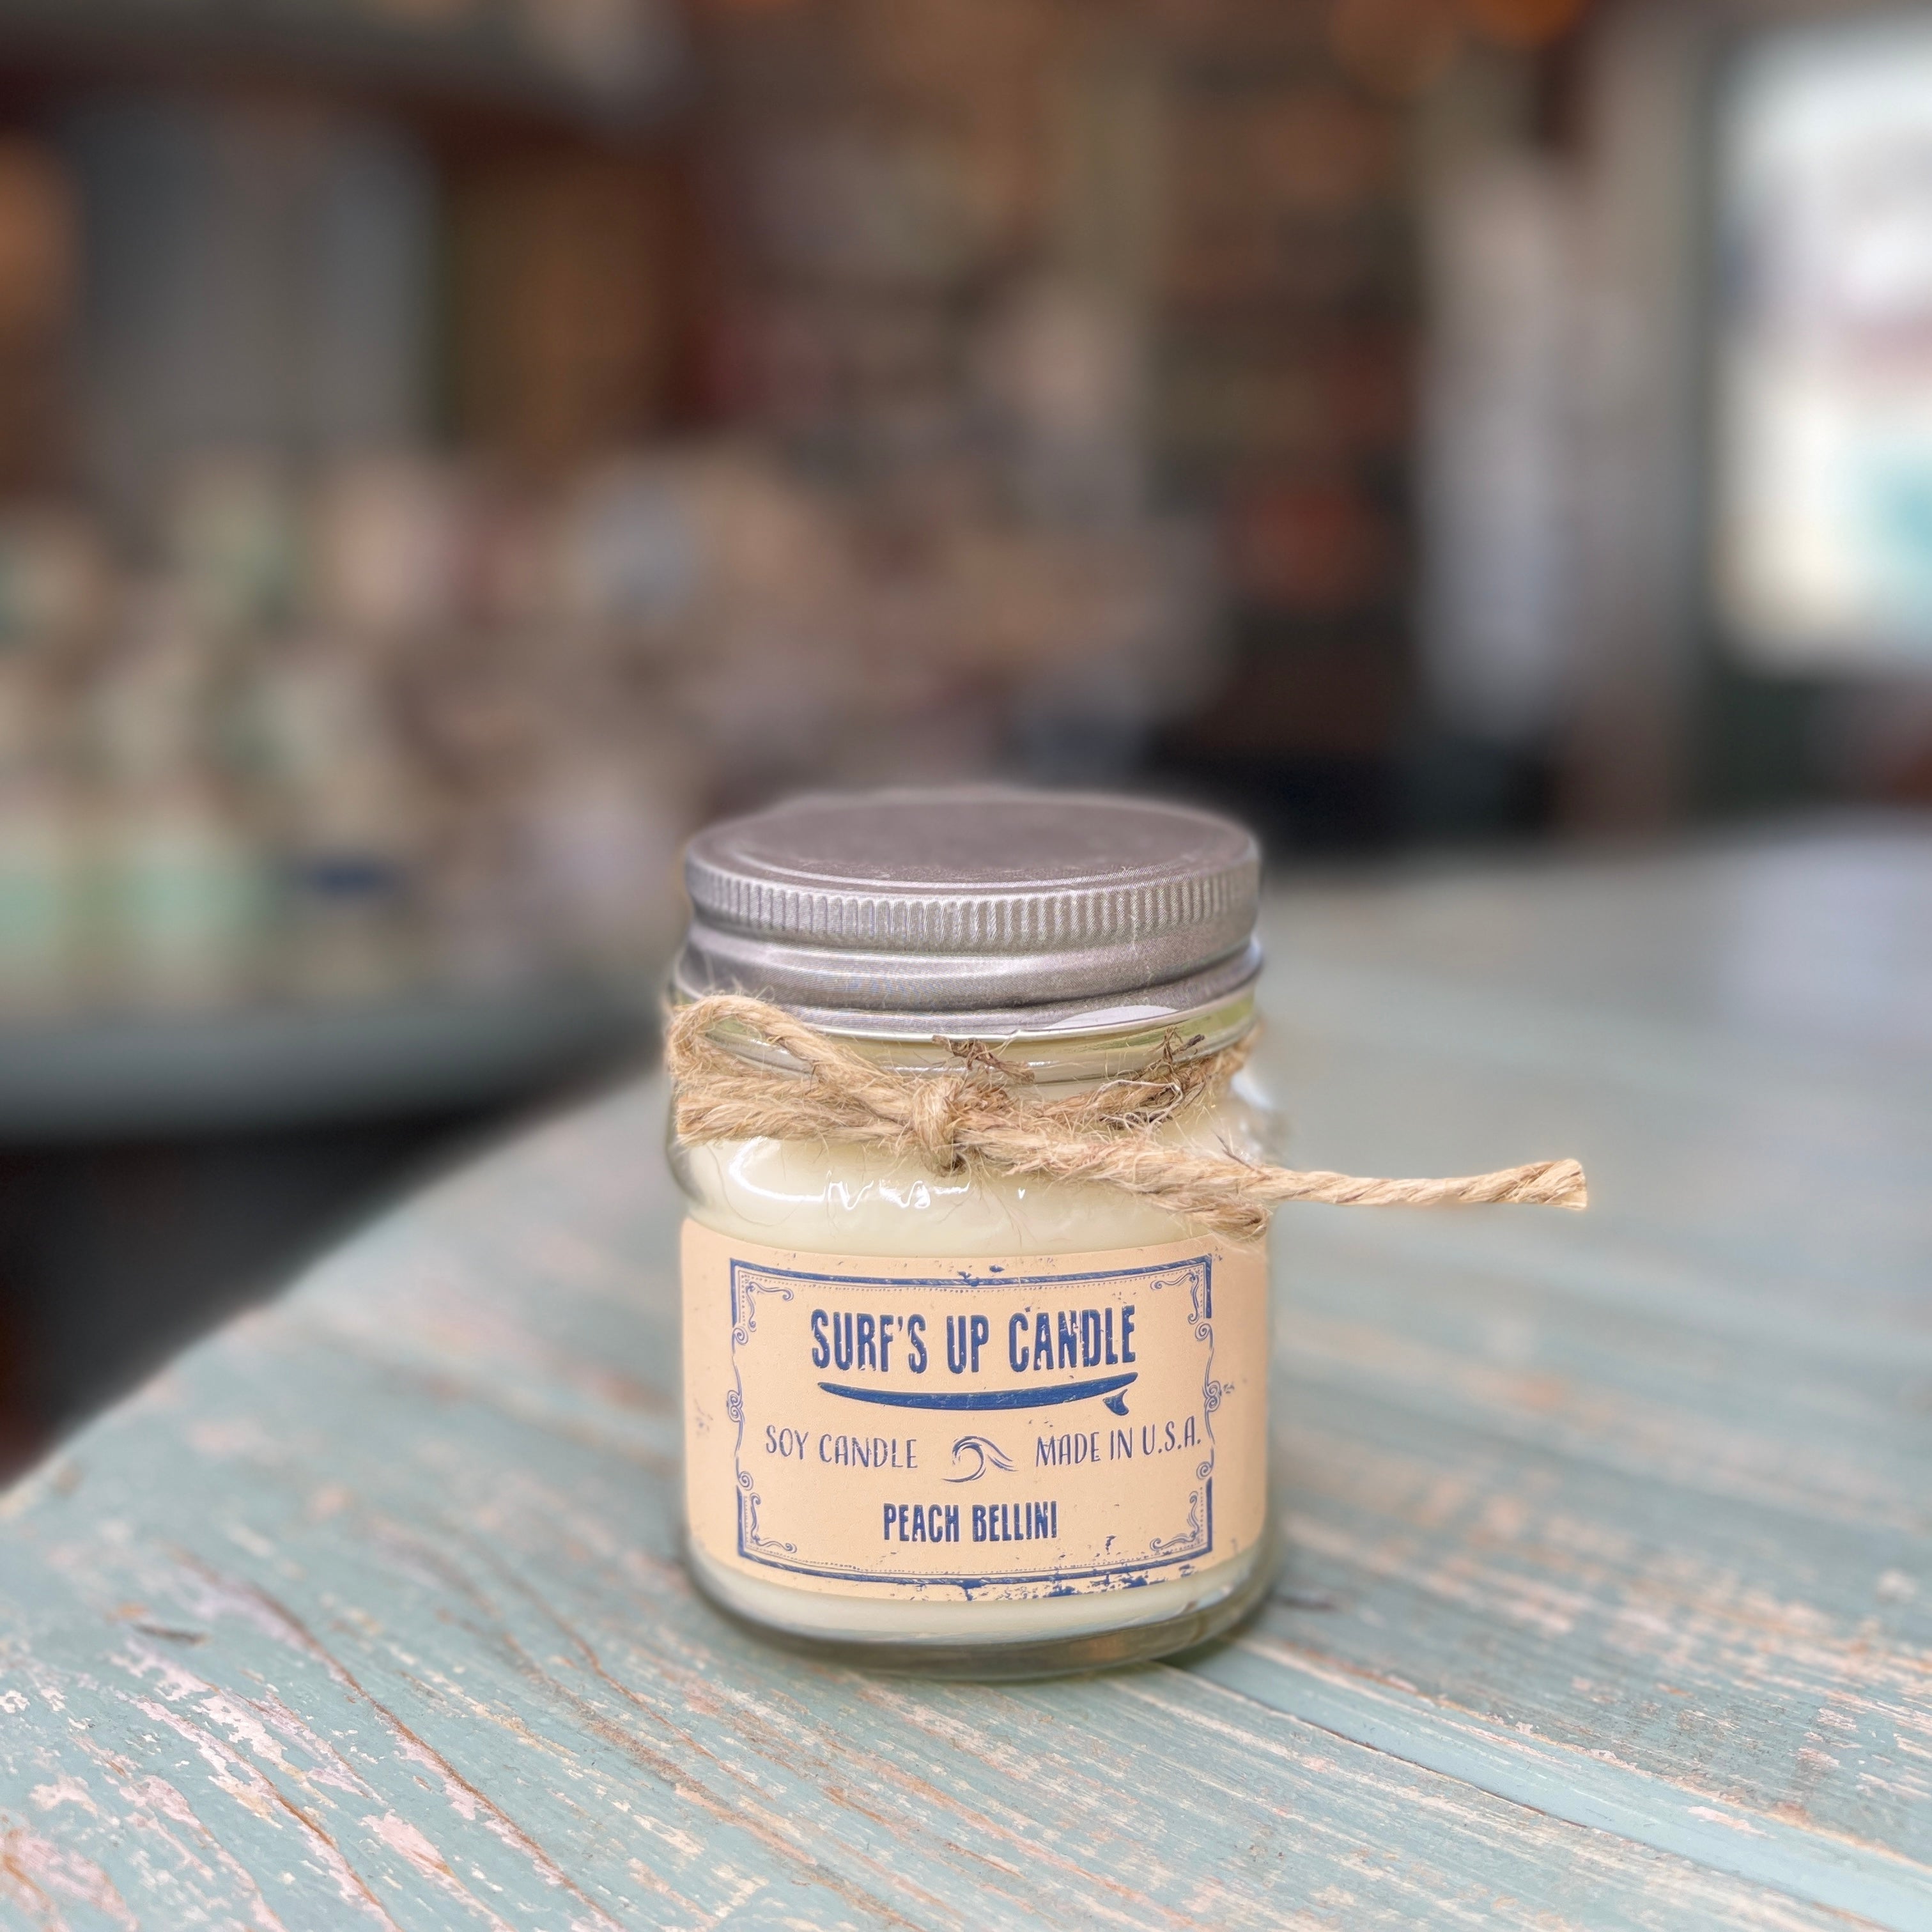 SURF'S UP CANDLE
SOY CANDLE MADE IN U.S.A.
PEACH BELLINI